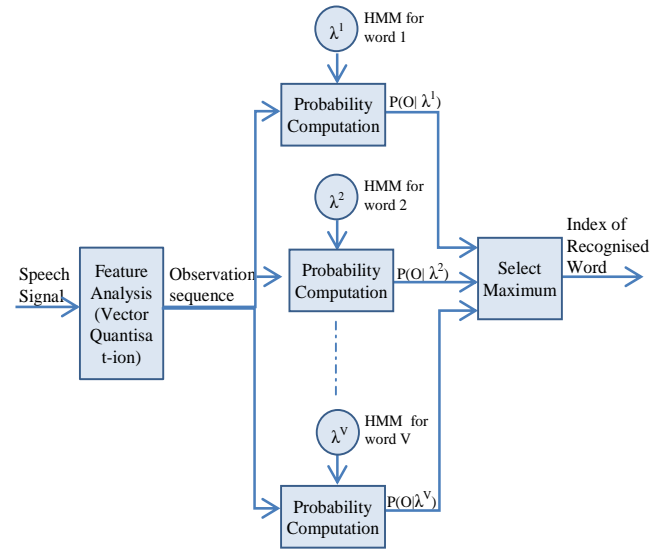 λ¹
HMM for
word 1
Probability
Computation
P(O| λ¹)
λ²
HMM for
word 2
Probability
Computation
P(O| λ²)
Speech
Signal
Feature
Analysis
(Vector
Quantisa
t-ion)
Observation
sequence
Select
Maximum
Index of
Recognised
Word
λⱽ
HMM for
word V
Probability
Computation
P(O|λⱽ)